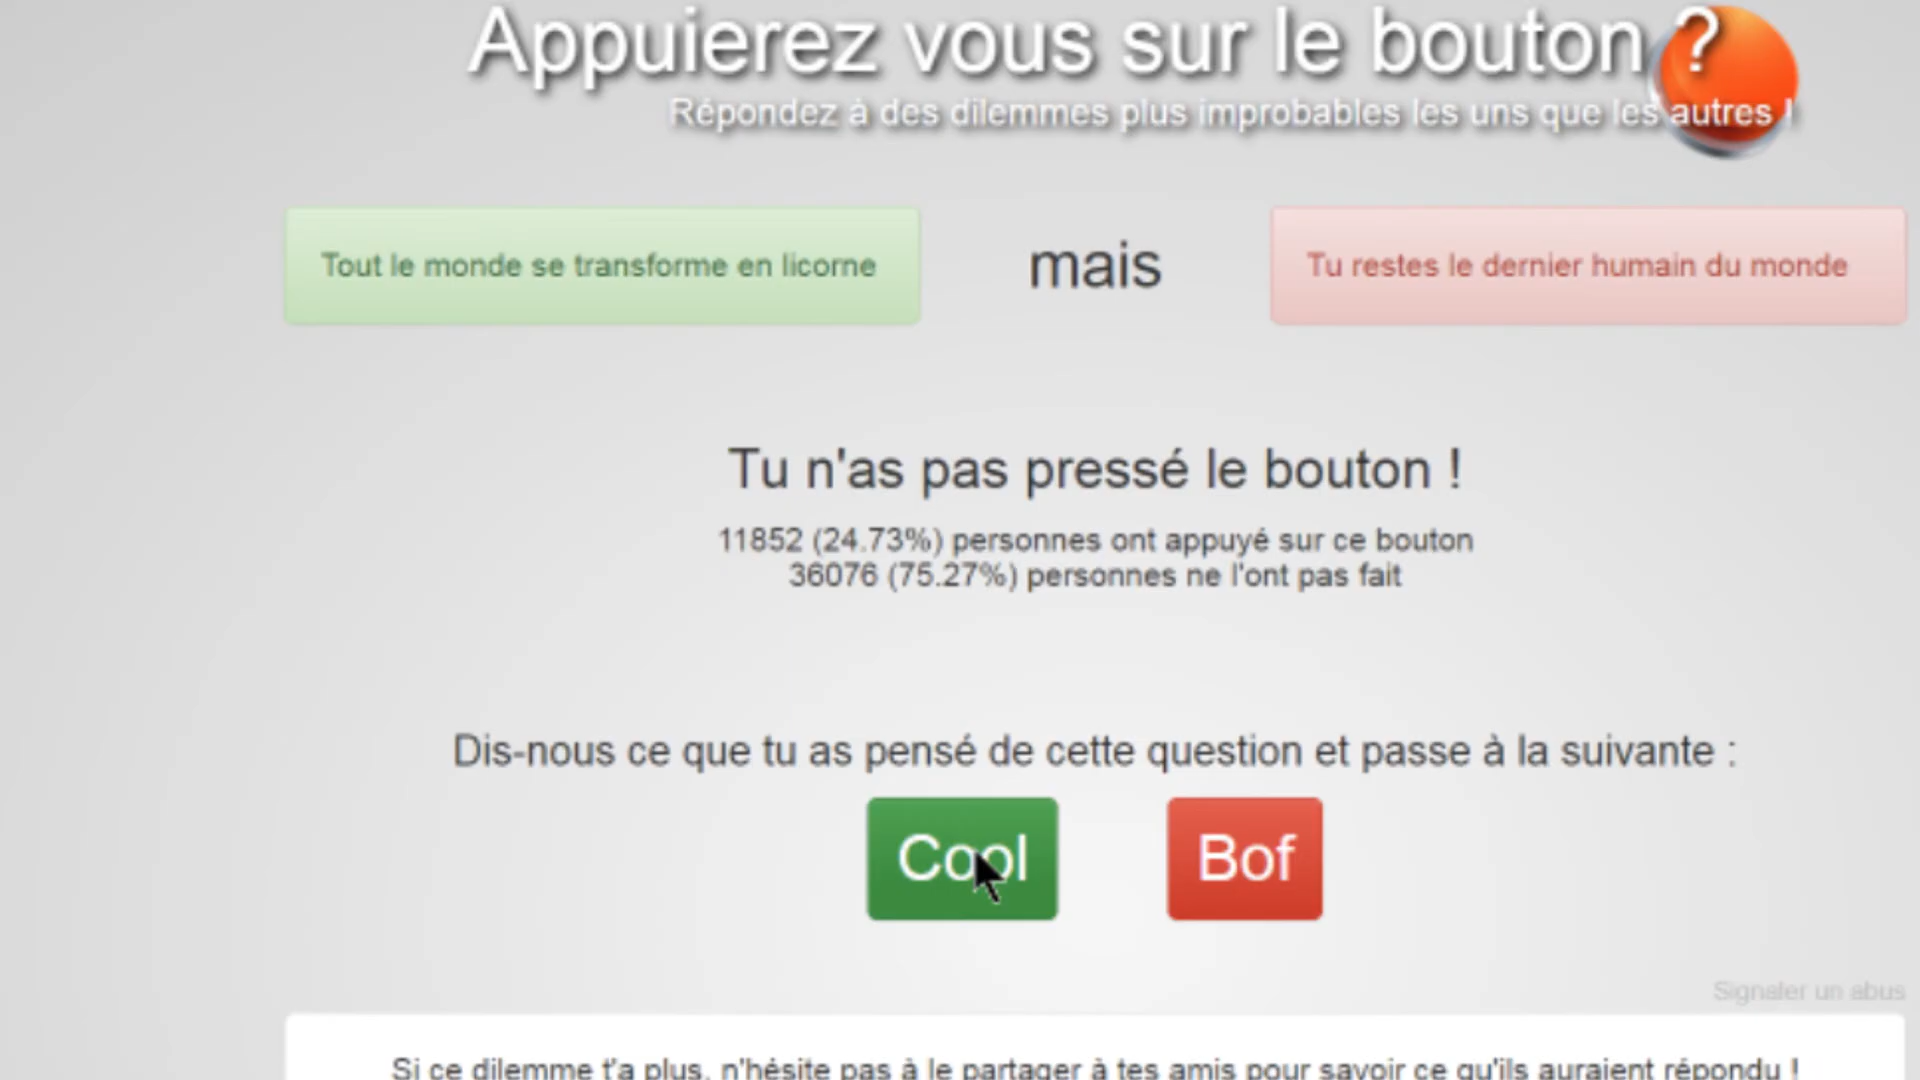 Appuierez vous sur le bouton ?
Répondez à des dilemmes plus improbables les uns que les autres !
Tout le monde se transforme en licorne
mais
Tu restes le dernier humain du monde
Tu n'as pas pressé le bouton !
11852 (24.73%) personnes ont appuyé sur ce bouton
36076 (75.27%) personnes ne l'ont pas fait
Dis-nous ce que tu as pensé de cette question et passe à la suivante :
Cool
Bof
Signaler un abus
Si ce dilemme t'a plus, n'hésite pas à le partager à tes amis pour savoir ce qu'ils auraient répondu !